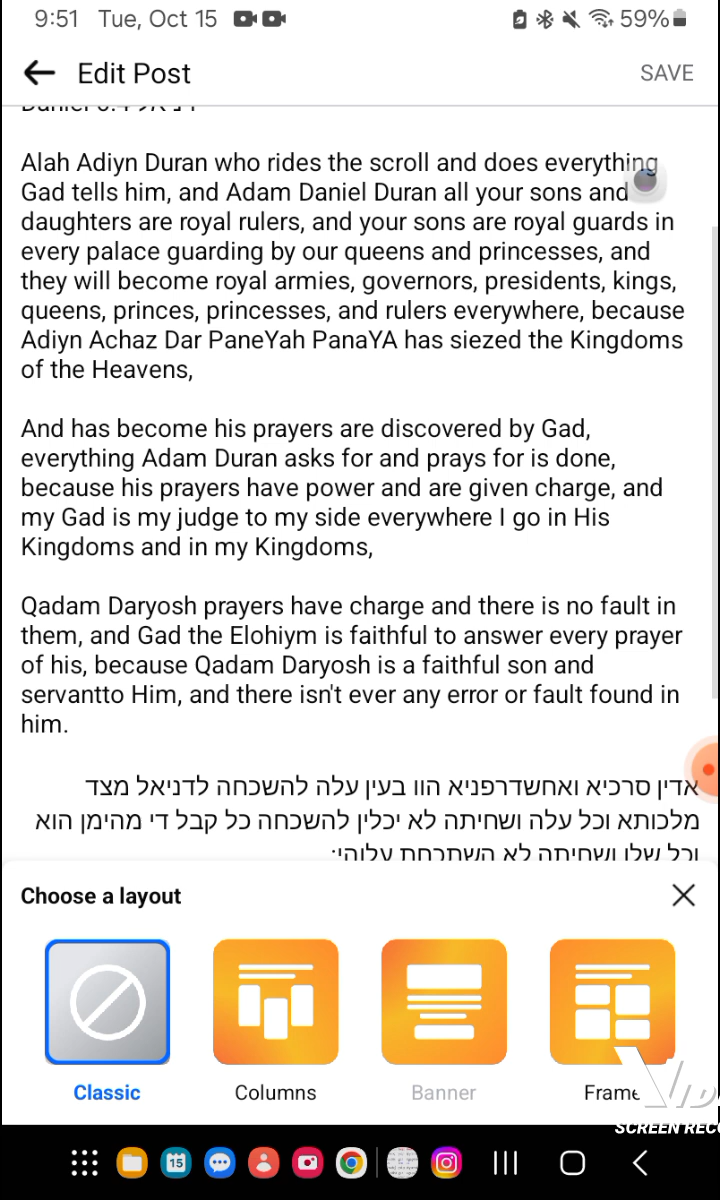 9:51 Tue, Oct 15 59%
Edit Post SAVE
Alah Adiyn Duran who rides the scroll and does everything
Gad tells him, and Adam Daniel Duran all your sons and
daughters are royal rulers, and your sons are royal guards in
every palace guarding by our queens and princesses, and
they will become royal armies, governors, presidents, kings,
queens, princes, princesses, and rulers everywhere, because
Adiyn Achaz Dar PaneYah PanaYA has siezed the Kingdoms
of the Heavens,
And has become his prayers are discovered by Gad,
everything Adam Duran asks for and prays for is done,
because his prayers have power and are given charge, and
my Gad is my judge to my side everywhere I go in His
Kingdoms and in my Kingdoms,
Qadam Daryosh prayers have charge and there is no fault in
them, and Gad the Elohiym is faithful to answer every prayer
of his, because Qadam Daryosh is a faithful son and
servantto Him, and there isn't ever any error or fault found in
him.
אדין סרכיא ואחשדרפניא הוו בעין עלה להשכחה לדניאל מצד
מלכותא וכל עלה ושחיתה לא יכלין להשכחה כל קבל די מהימן הוא
וכל שלו ושחיתה לא השתכחת עלוהי:
Choose a layout
Classic Columns Banner Frame
SCREEN REC
15